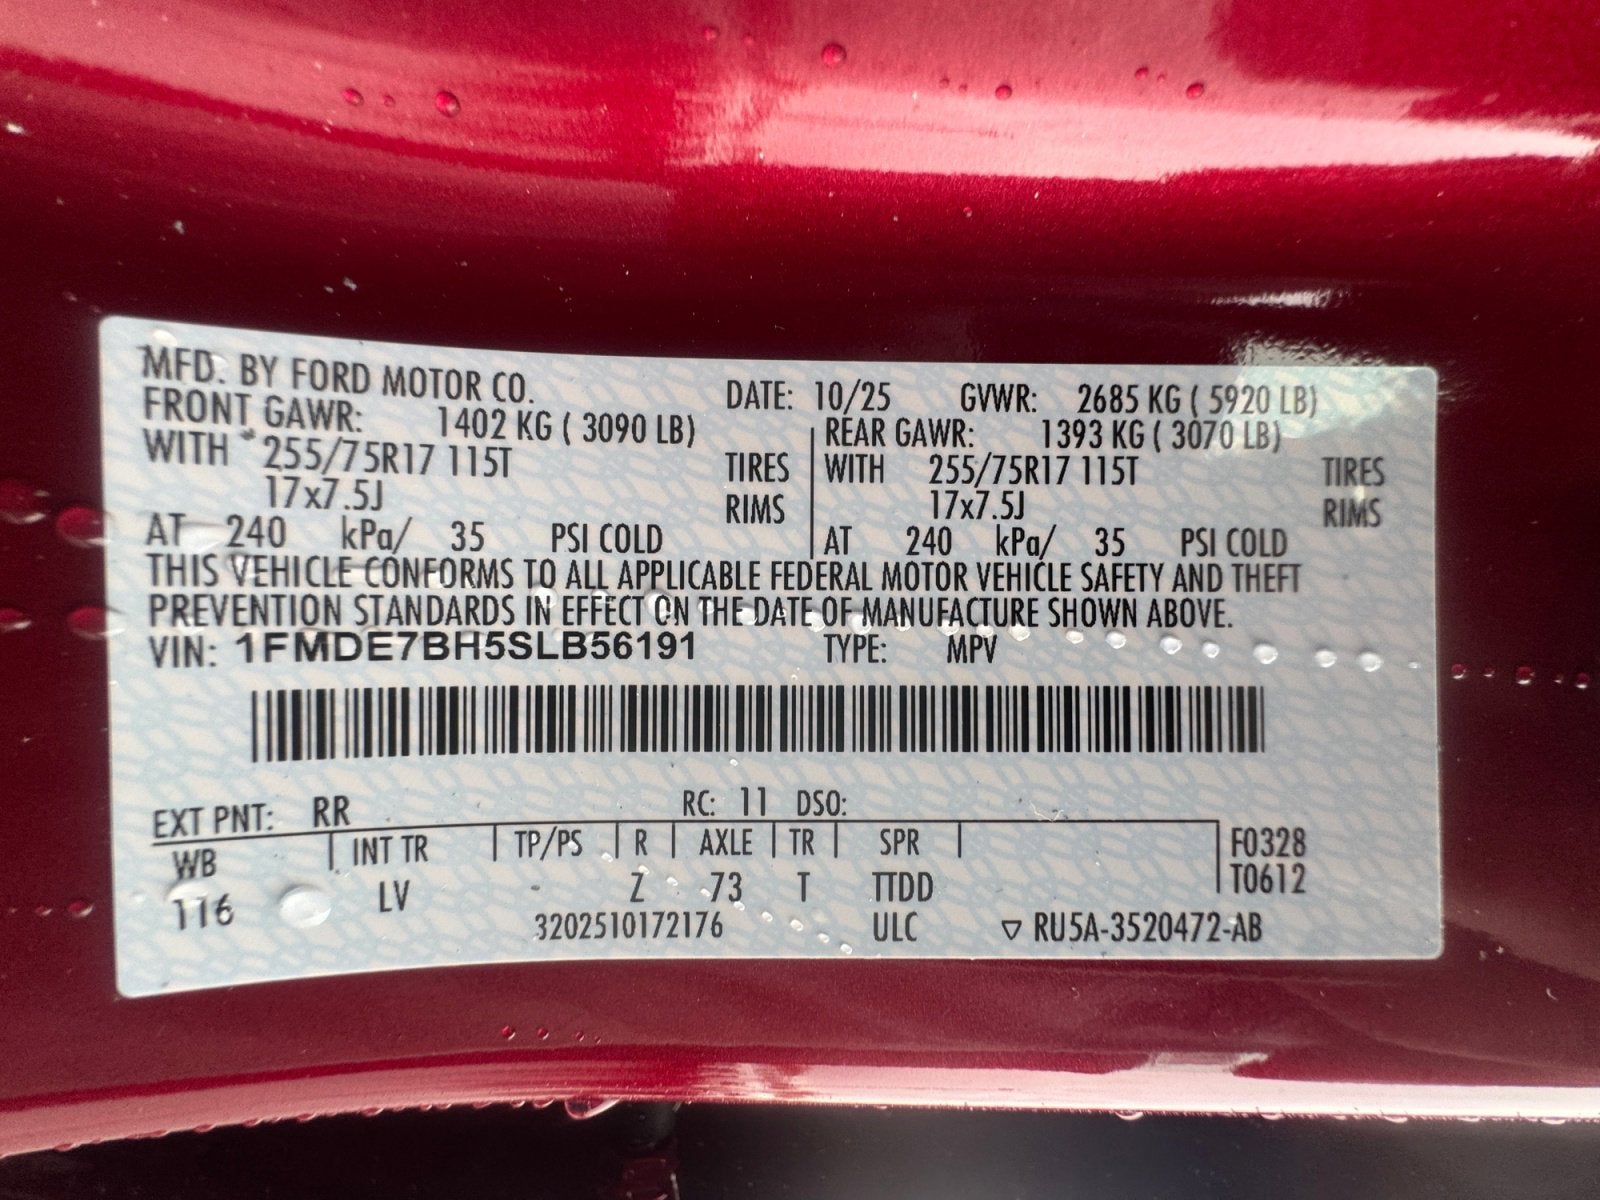 MFD. BY FORD MOTOR CO. DATE: 10/25 GVWR: 2685 KG ( 5920 LB)
FRONT GAWR: 1402 KG ( 3090 LB) REAR GAWR: 1393 KG ( 3070 LB)
WITH * 255/75R17 115T TIRES WITH 255/75R17 115T TIRES
17x7.5J RIMS 17x7.5J RIMS
AT 240 kPa/ 35 PSI COLD AT 240 kPa/ 35 PSI COLD
THIS VEHICLE CONFORMS TO ALL APPLICABLE FEDERAL MOTOR VEHICLE SAFETY AND THEFT
PREVENTION STANDARDS IN EFFECT ON THE DATE OF MANUFACTURE SHOWN ABOVE.
VIN: 1FMDE7BH5SLB56191 TYPE: MPV
EXT PNT: RR RC: 11 DSO:
WB INT TR TP/PS R AXLE TR SPR F0328
116 LV Z 73 T TTDD T0612
3202510172176 ULC ▽ RU5A-3520472-AB